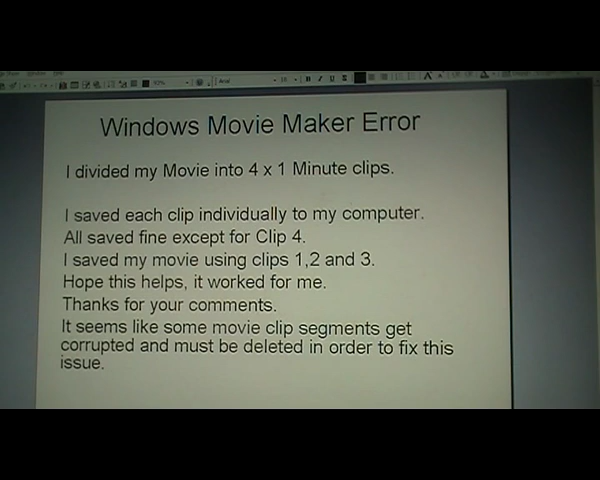 Arial
Windows Movie Maker Error
I divided my Movie into 4 x 1 Minute clips.
I saved each clip individually to my computer.
All saved fine except for Clip 4.
I saved my movie using clips 1,2 and 3.
Hope this helps, it worked for me.
Thanks for your comments.
It seems like some movie clip segments get
corrupted and must be deleted in order to fix this
issue.